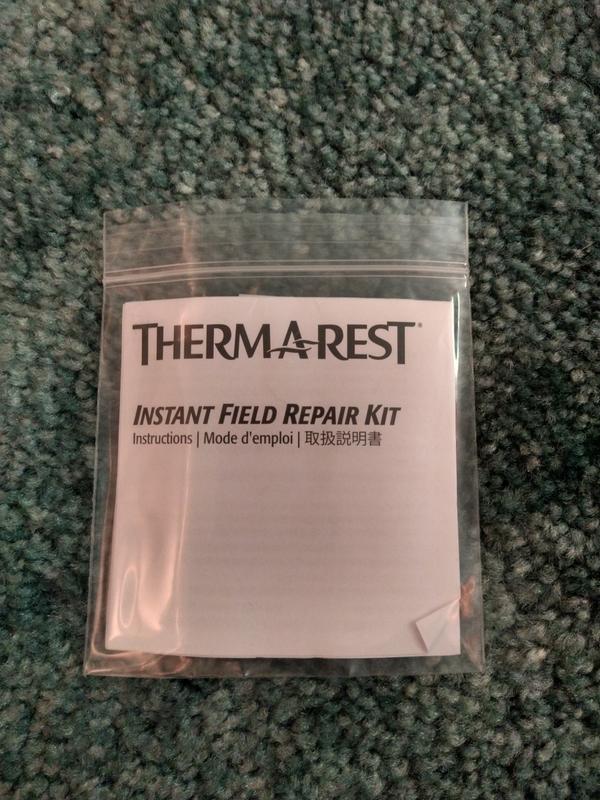 THERMAREST®
INSTANT FIELD REPAIR KIT
Instructions | Mode d'emploi | 取扱説明書